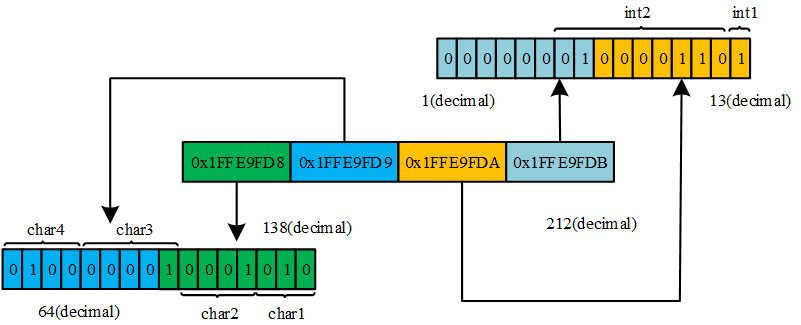 int2 int1
0 0 0 0 0 0 0 1 0 0 0 0 1 1 0 1
1(decimal) 13(decimal)
0x1FFE9FD8 0x1FFE9FD9 0x1FFE9FDA 0x1FFE9FDB
138(decimal) 212(decimal)
char4 char3
0 1 0 0 0 0 0 0 1 0 0 0 1 0 1 0
64(decimal) char2 char1